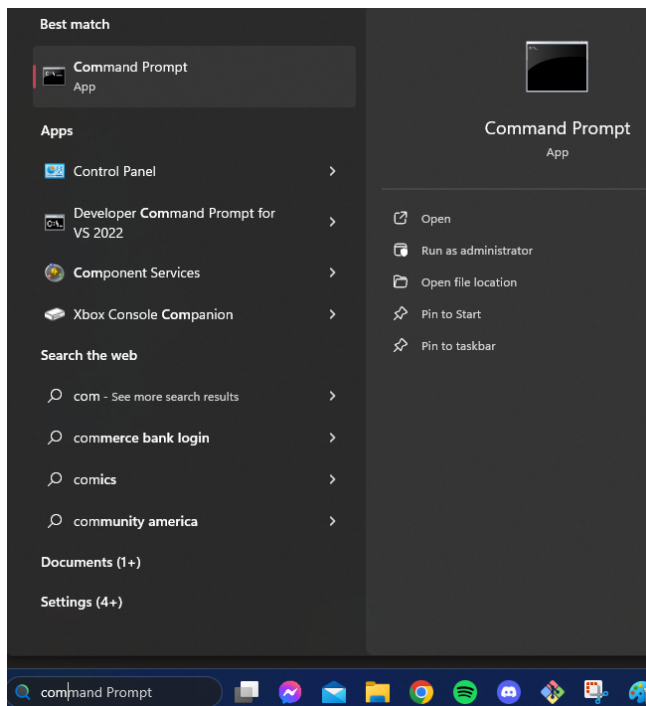 Best match
Command Prompt
App
Command Prompt
App
Apps
Control Panel
Developer Command Prompt for
VS 2022
Component Services
Xbox Console Companion
Search the web
com - See more search results
commerce bank login
comics
community america
Documents (1+)
Settings (4+)
Open
Run as administrator
Open file location
Pin to Start
Pin to taskbar
command Prompt